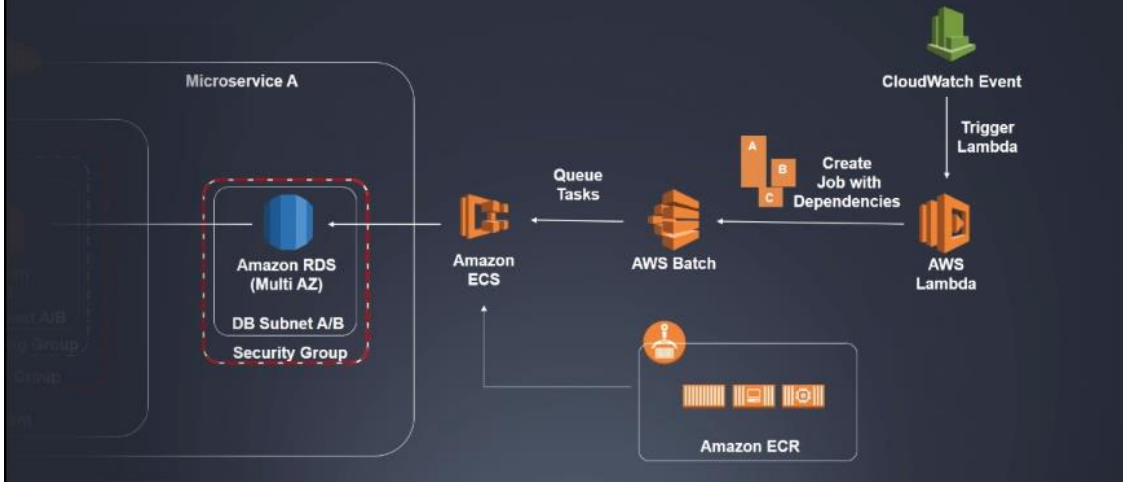 CloudWatch Event
Microservice A
Trigger
Lambda
A
B
C
Create
Job with
Dependencies
Queue
Tasks
Amazon RDS
(Multi AZ)
Amazon
ECS
AWS Batch
AWS
Lambda
DB Subnet A/B
Security Group
Amazon ECR